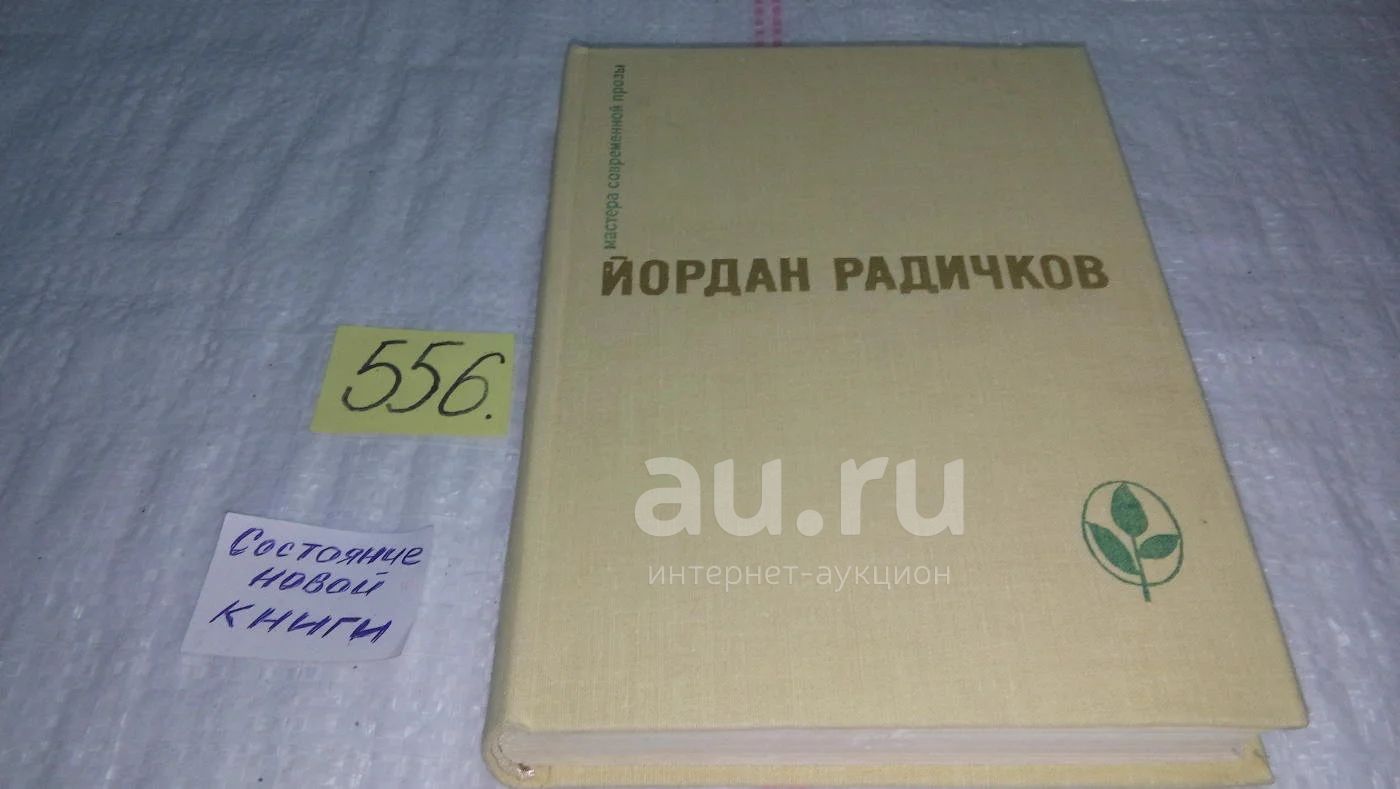 мастера современной прозы
ЙОРДАН РАДИЧКОВ
556.
Состояние
новой
книги
au.ru
интернет-аукцион